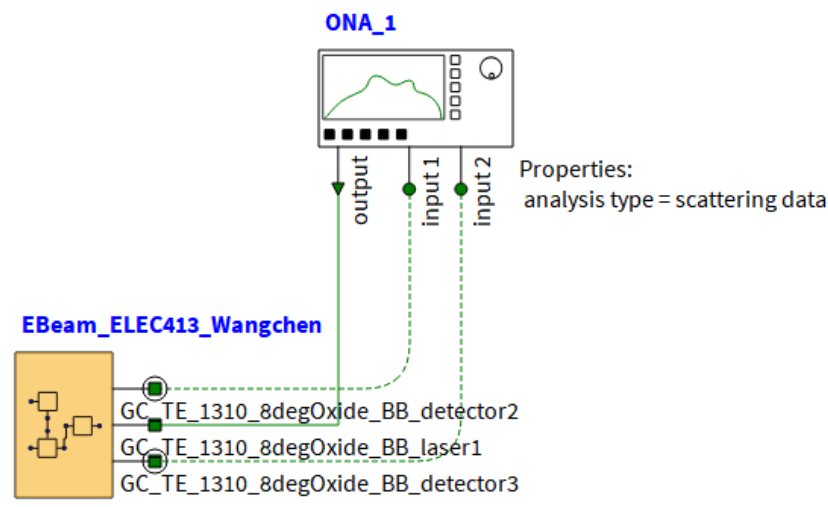 ONA_1
output
input 1
input 2
Properties:
analysis type = scattering data
EBeam_ELEC413_Wangchen
GC_TE_1310_8degOxide_BB_detector2
GC_TE_1310_8degOxide_BB_laser1
GC_TE_1310_8degOxide_BB_detector3